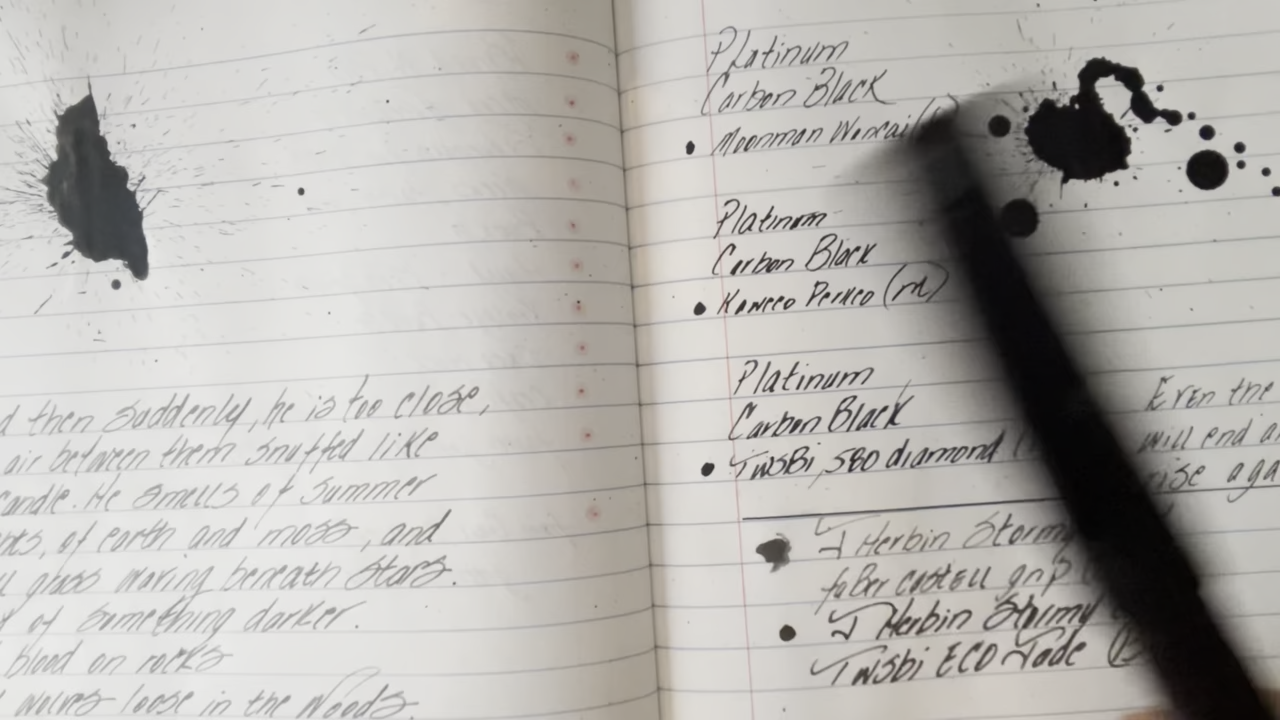 d then suddenly, he is too close,
air between them snuffed like
candle. He smells of summer
nts, of earth and moss, and
ll grass moving beneath stars.
of something darker.
blood on rocks
wolves loose in the woods.
Platinum
Carbon Black
Moonman Wancai
Platinum
Carbon Black
Kaweco Perkeo (M)
Platinum
Carbon Black
TWSBi 580 diamond
Even the
will end a
rise aga
J Herbin Stormy
faBer castell grip
J Herbin Stormy
TWSBi ECO Jade